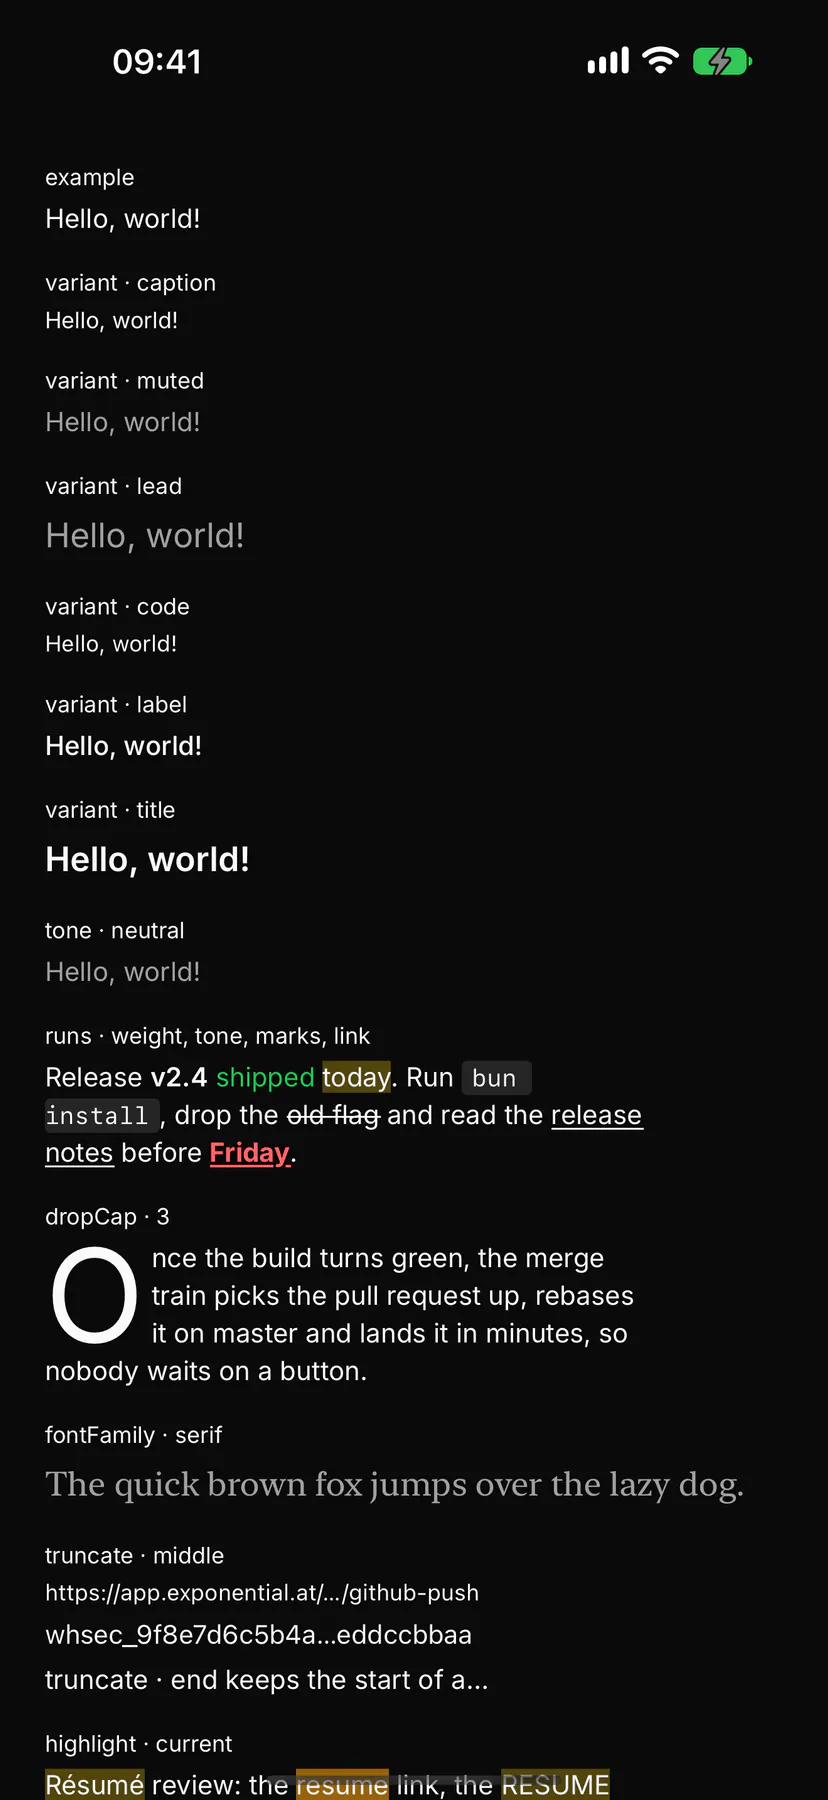 09:41
example
Hello, world!
variant · caption
Hello, world!
variant · muted
Hello, world!
variant · lead
Hello, world!
variant · code
Hello, world!
variant · label
Hello, world!
variant · title
Hello, world!
tone · neutral
Hello, world!
runs · weight, tone, marks, link
Release v2.4 shipped today. Run bun
install, drop the old flag and read the release
notes before Friday.
dropCap · 3
Once the build turns green, the merge
train picks the pull request up, rebases
it on master and lands it in minutes, so
nobody waits on a button.
fontFamily · serif
The quick brown fox jumps over the lazy dog.
truncate · middle
https://app.exponential.at/…/github-push
whsec_9f8e7d6c5b4a…eddccbbaa
truncate · end keeps the start of a…
highlight · current
Résumé review: the resume link, the RESUME